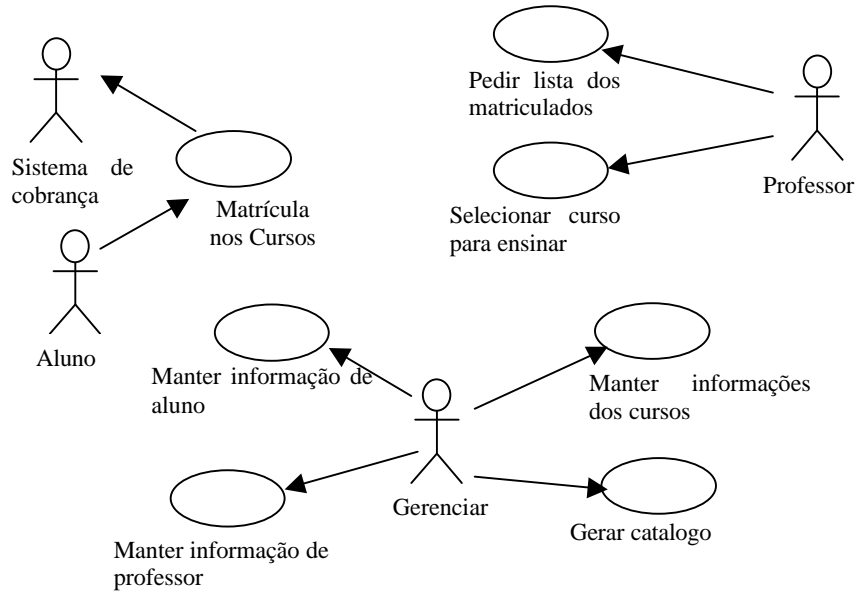 Pedir lista dos
matriculados
Sistema de
cobrança
Matrícula
nos Cursos
Professor
Selecionar curso
para ensinar
Aluno
Manter informação de
aluno
Manter informações
dos cursos
Gerenciar
Gerar catalogo
Manter informação de
professor